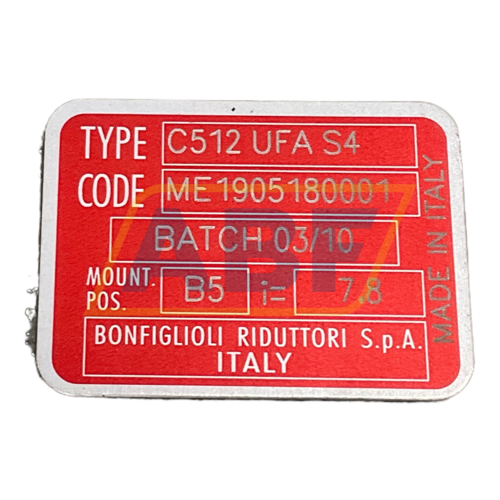 TYPE C512 UFA S4
CODE ME1905180001
BATCH 03/10
MOUNT. POS. B5 i= 7.8
BONFIGLIOLI RIDUTTORI S.p.A.
ITALY
MADE IN ITALY
ABF